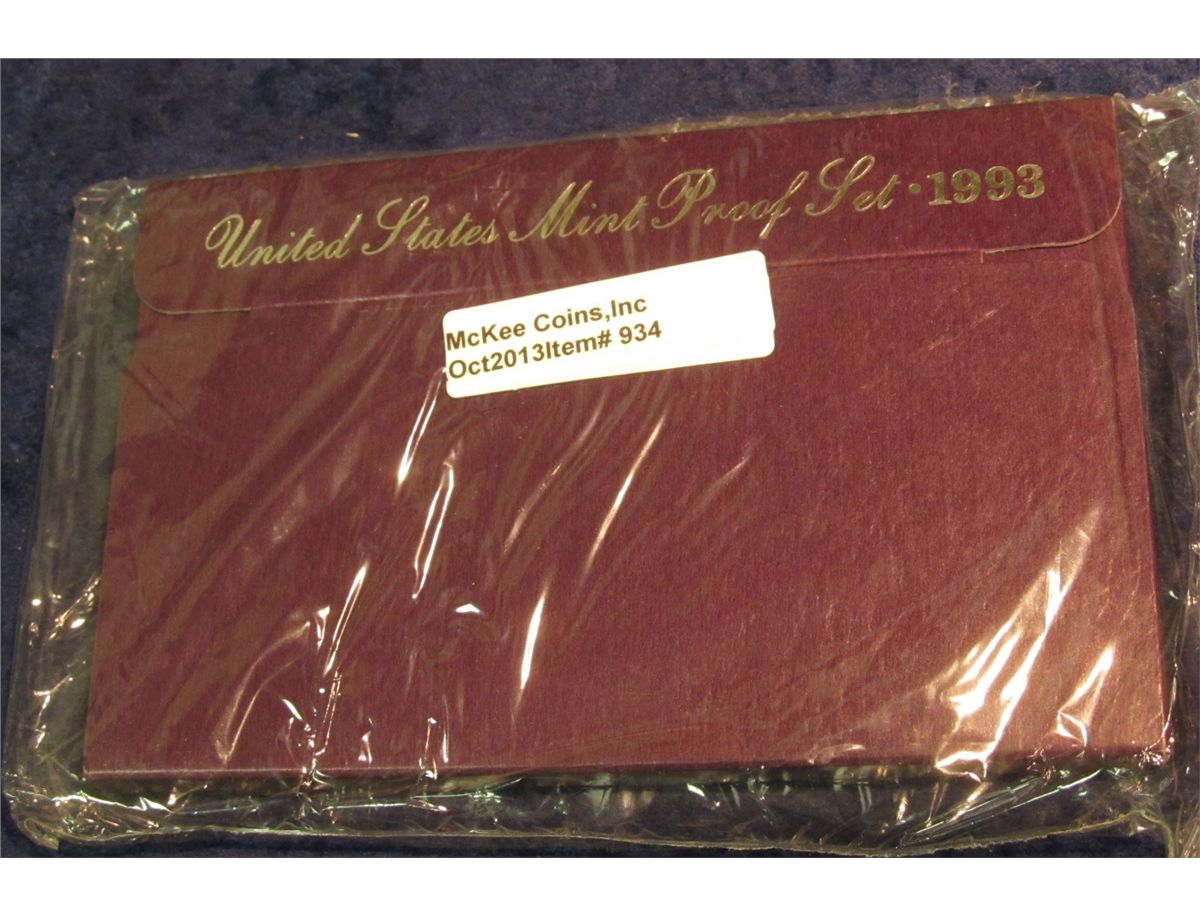 United States Mint Proof Set · 1993
McKee Coins,Inc
Oct2013Item# 934